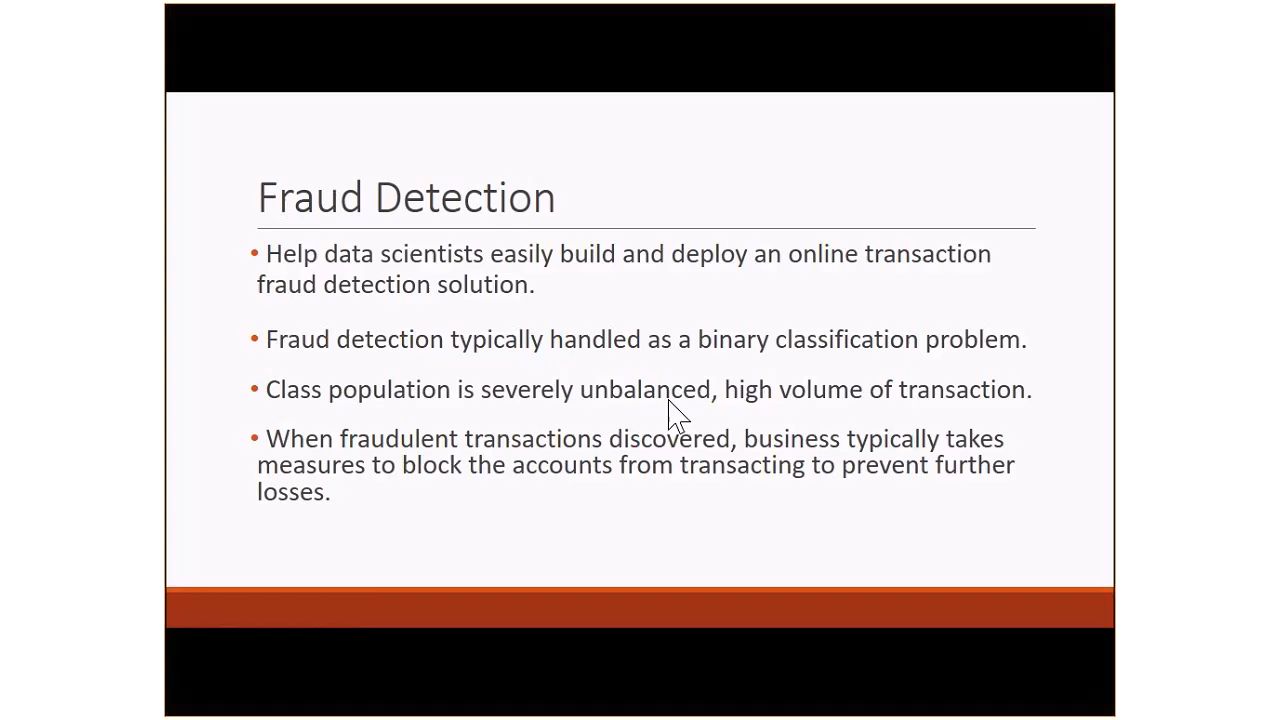 Fraud Detection
• Help data scientists easily build and deploy an online transaction
fraud detection solution.
• Fraud detection typically handled as a binary classification problem.
• Class population is severely unbalanced, high volume of transaction.
• When fraudulent transactions discovered, business typically takes
measures to block the accounts from transacting to prevent further
losses.